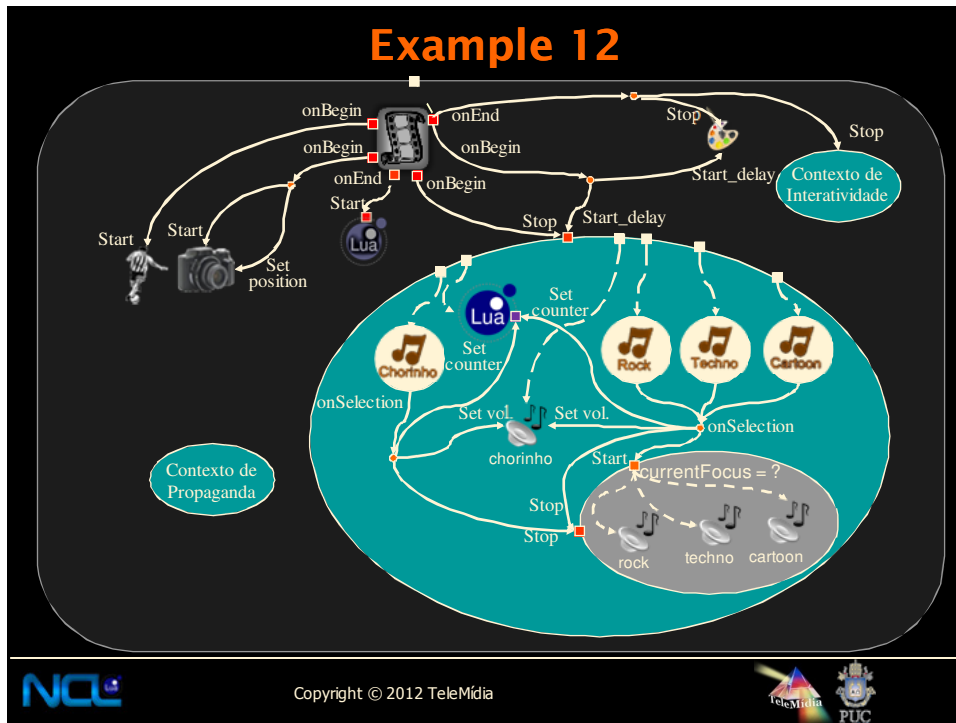 Example 12
onBegin
onEnd
Stop
Stop
onBegin
onBegin
onEnd
onBegin
Start_delay
Contexto de
Interatividade
Start
Stop
Start_delay
Start
Start
Lua
Set
position
Set
counter
Lua
Set
counter
Chorinho
Rock
Techno
Cartoon
onSelection
Set vol.
Set vol.
onSelection
chorinho
Start
currentFocus = ?
Contexto de
Propaganda
Stop
Stop
rock
techno
cartoon
NCL
Lua
Copyright © 2012 TeleMídia
TeleMídia
PUC